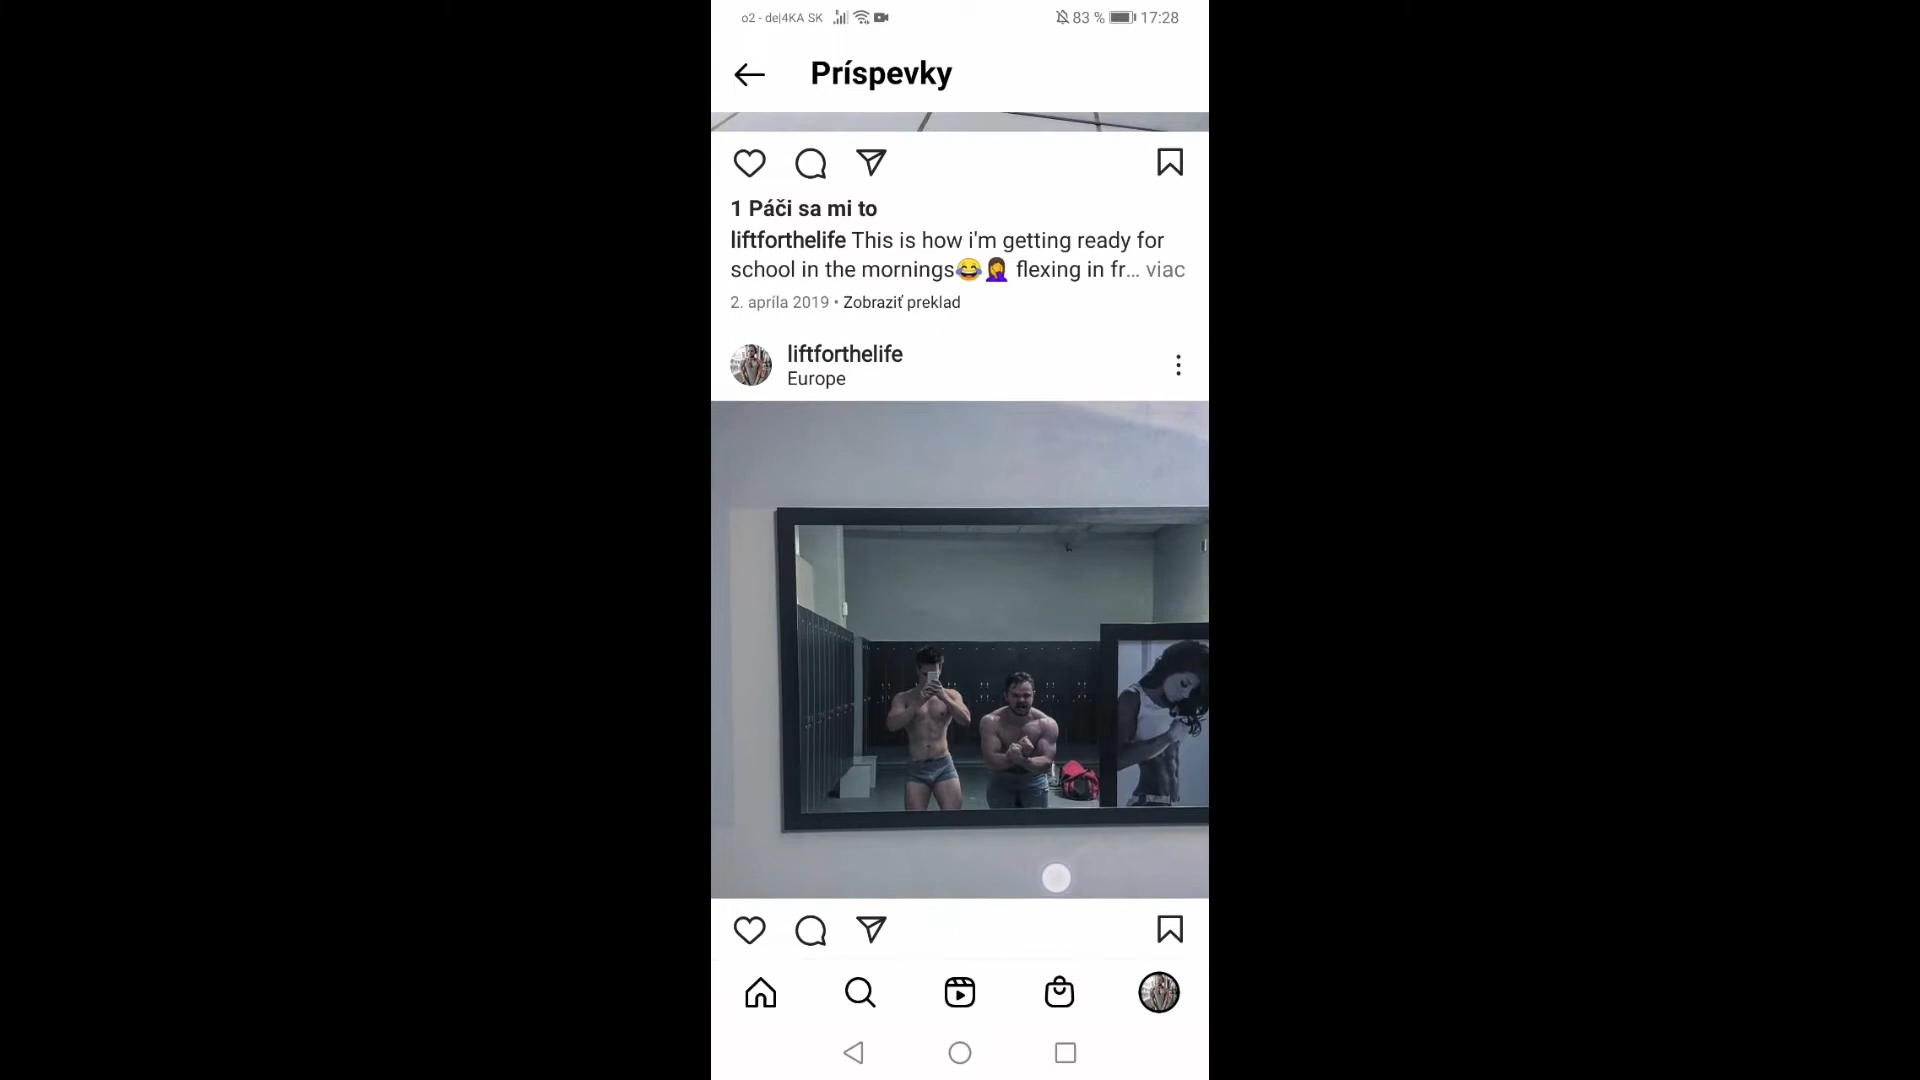 o2 - de|4KA SK 83 % 17:28
Príspevky
1 Páči sa mi to
liftforthelife This is how i'm getting ready for
school in the mornings😂🤦‍♀️ flexing in fr... viac
2. apríla 2019 • Zobraziť preklad
liftforthelife
Europe